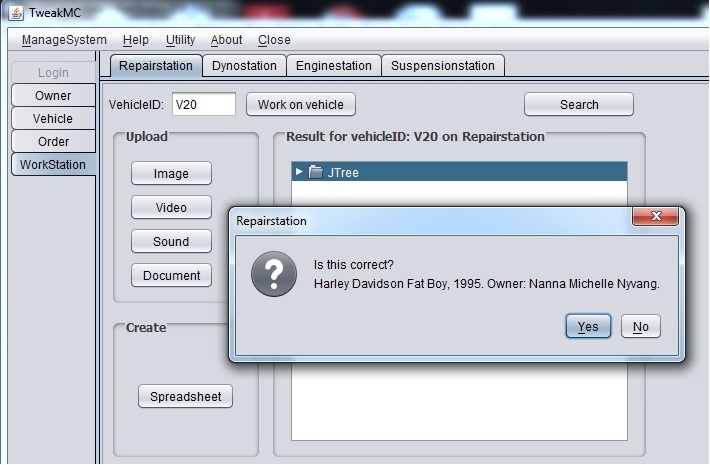 TweakMC
ManageSystem Help Utility About Close
Login
Owner
Vehicle
Order
WorkStation
Repairstation Dynostation Enginestation Suspensionstation
VehicleID: V20 Work on vehicle Search
Upload
Image
Video
Sound
Document
Create
Spreadsheet
Result for vehicleID: V20 on Repairstation
JTree
Repairstation
Is this correct?
Harley Davidson Fat Boy, 1995. Owner: Nanna Michelle Nyvang.
Yes No